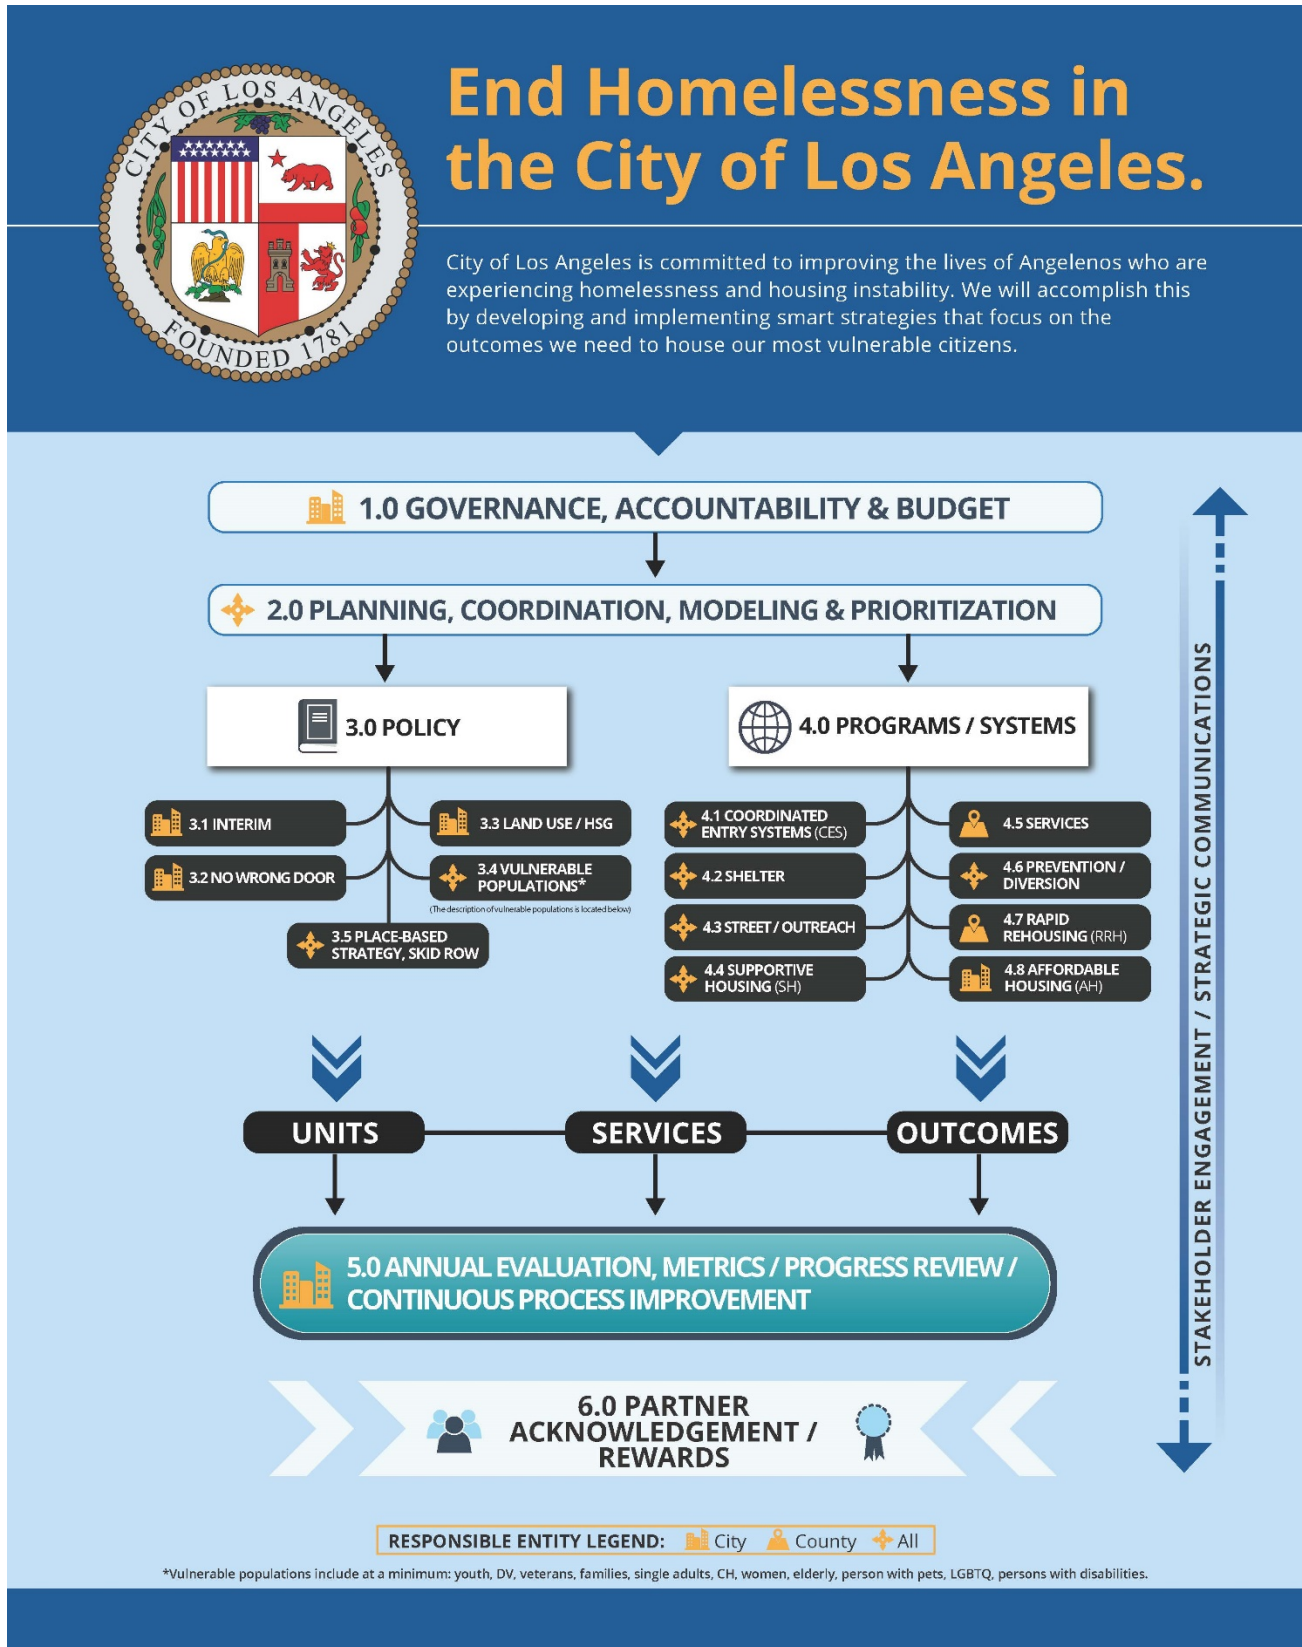 CITY OF LOS ANGELES
FOUNDED 1781
End Homelessness in
the City of Los Angeles.
City of Los Angeles is committed to improving the lives of Angelenos who are
experiencing homelessness and housing instability. We will accomplish this
by developing and implementing smart strategies that focus on the
outcomes we need to house our most vulnerable citizens.
1.0 GOVERNANCE, ACCOUNTABILITY & BUDGET
2.0 PLANNING, COORDINATION, MODELING & PRIORITIZATION
3.0 POLICY
3.1 INTERIM
3.2 NO WRONG DOOR
3.3 LAND USE / HSG
3.4 VULNERABLE
POPULATIONS*
(The description of vulnerable populations is located below)
3.5 PLACE-BASED
STRATEGY, SKID ROW
4.0 PROGRAMS / SYSTEMS
4.1 COORDINATED
ENTRY SYSTEMS (CES)
4.2 SHELTER
4.3 STREET / OUTREACH
4.4 SUPPORTIVE
HOUSING (SH)
4.5 SERVICES
4.6 PREVENTION /
DIVERSION
4.7 RAPID
REHOUSING (RRH)
4.8 AFFORDABLE
HOUSING (AH)
UNITS
SERVICES
OUTCOMES
5.0 ANNUAL EVALUATION, METRICS / PROGRESS REVIEW /
CONTINUOUS PROCESS IMPROVEMENT
6.0 PARTNER
ACKNOWLEDGEMENT /
REWARDS
STAKEHOLDER ENGAGEMENT / STRATEGIC COMMUNICATIONS
RESPONSIBLE ENTITY LEGEND: City County All
*Vulnerable populations include at a minimum: youth, DV, veterans, families, single adults, CH, women, elderly, person with pets, LGBTQ, persons with disabilities.